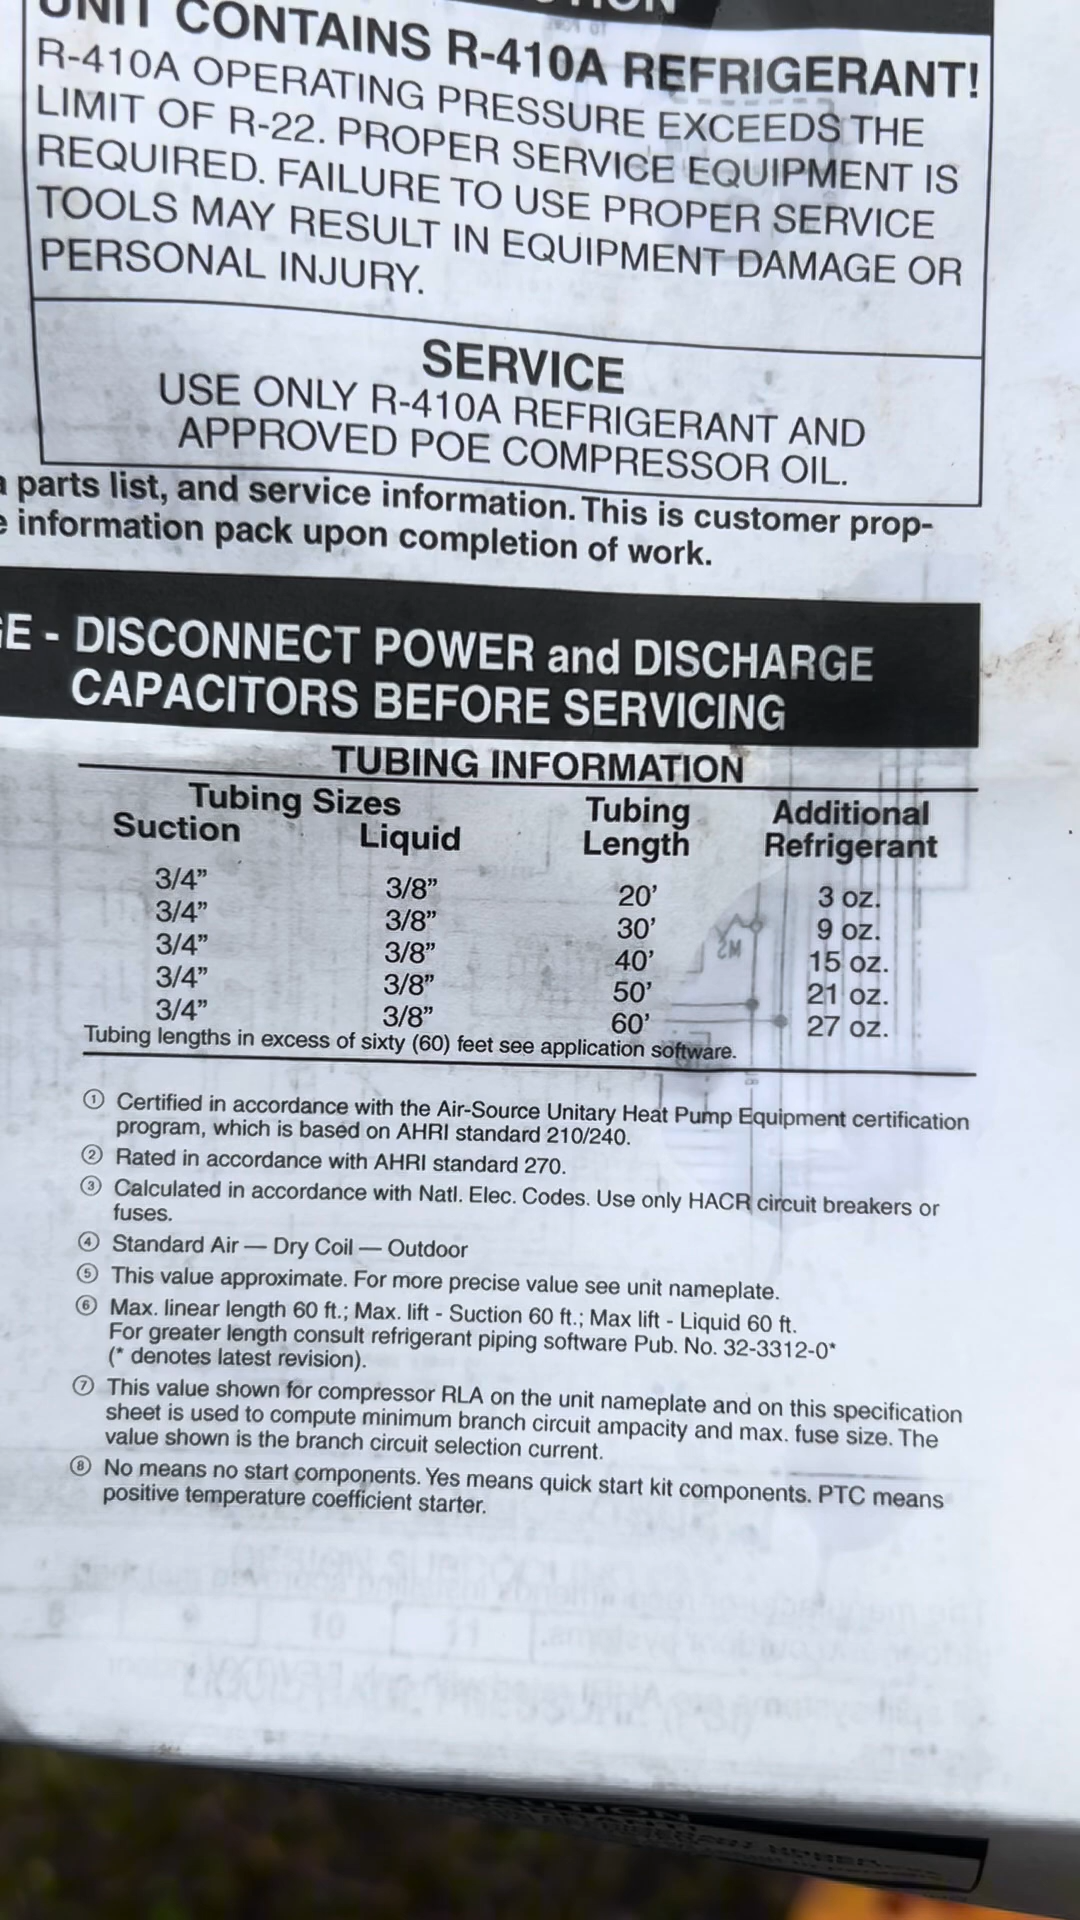 UNIT CONTAINS R-410A REFRIGERANT!
R-410A OPERATING PRESSURE EXCEEDS THE
LIMIT OF R-22. PROPER SERVICE EQUIPMENT IS
REQUIRED. FAILURE TO USE PROPER SERVICE
TOOLS MAY RESULT IN EQUIPMENT DAMAGE OR
PERSONAL INJURY.
SERVICE
USE ONLY R-410A REFRIGERANT AND
APPROVED POE COMPRESSOR OIL.
parts list, and service information. This is customer prop-
information pack upon completion of work.
GE - DISCONNECT POWER and DISCHARGE
CAPACITORS BEFORE SERVICING
TUBING INFORMATION
Tubing Sizes Tubing Additional
Suction Liquid Length Refrigerant
3/4” 3/8” 20’ 3 oz.
3/4” 3/8” 30’ 9 oz.
3/4” 3/8” 40’ 15 oz.
3/4” 3/8” 50’ 21 oz.
3/4” 3/8” 60’ 27 oz.
Tubing lengths in excess of sixty (60) feet see application software.
① Certified in accordance with the Air-Source Unitary Heat Pump Equipment certification
program, which is based on AHRI standard 210/240.
② Rated in accordance with AHRI standard 270.
③ Calculated in accordance with Natl. Elec. Codes. Use only HACR circuit breakers or
fuses.
④ Standard Air — Dry Coil — Outdoor
⑤ This value approximate. For more precise value see unit nameplate.
⑥ Max. linear length 60 ft.; Max. lift - Suction 60 ft.; Max lift - Liquid 60 ft.
For greater length consult refrigerant piping software Pub. No. 32-3312-0*
(* denotes latest revision).
⑦ This value shown for compressor RLA on the unit nameplate and on this specification
sheet is used to compute minimum branch circuit ampacity and max. fuse size. The
value shown is the branch circuit selection current.
⑧ No means no start components. Yes means quick start kit components. PTC means
positive temperature coefficient starter.